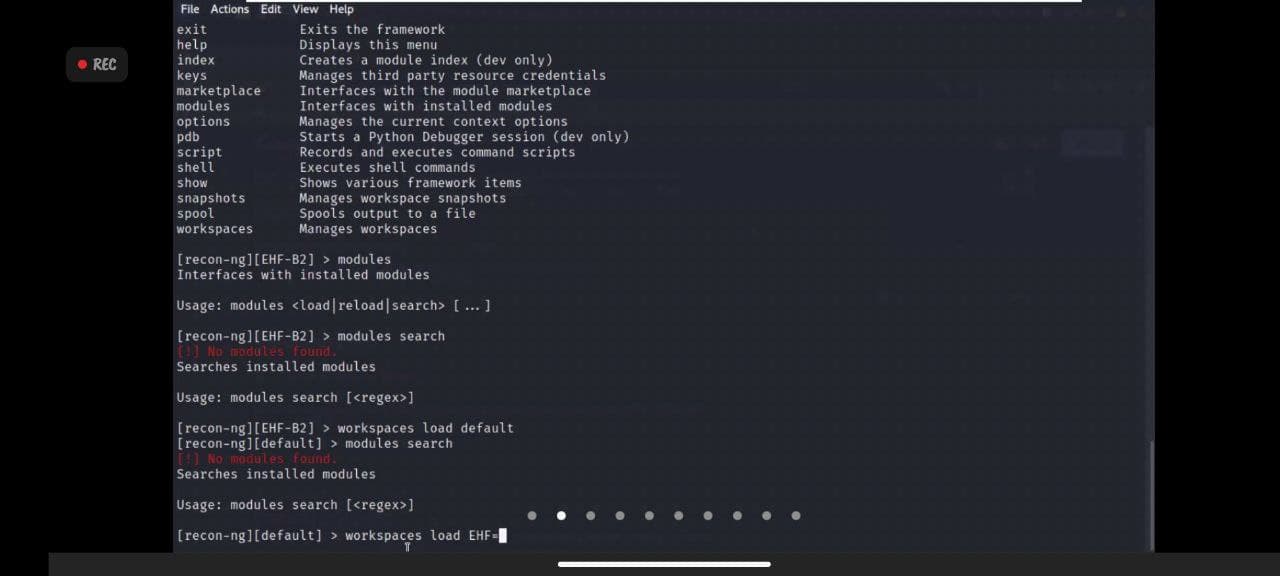 File Actions Edit View Help
REC
exit Exits the framework
help Displays this menu
index Creates a module index (dev only)
keys Manages third party resource credentials
marketplace Interfaces with the module marketplace
modules Interfaces with installed modules
options Manages the current context options
pdb Starts a Python Debugger session (dev only)
script Records and executes command scripts
shell Executes shell commands
show Shows various framework items
snapshots Manages workspace snapshots
spool Spools output to a file
workspaces Manages workspaces
[recon-ng][EHF-B2] > modules
Interfaces with installed modules
Usage: modules <load|reload|search> [ ... ]
[recon-ng][EHF-B2] > modules search
[!] No modules found.
Searches installed modules
Usage: modules search [<regex>]
[recon-ng][EHF-B2] > workspaces load default
[recon-ng][default] > modules search
[!] No modules found.
Searches installed modules
Usage: modules search [<regex>]
[recon-ng][default] > workspaces load EHF=